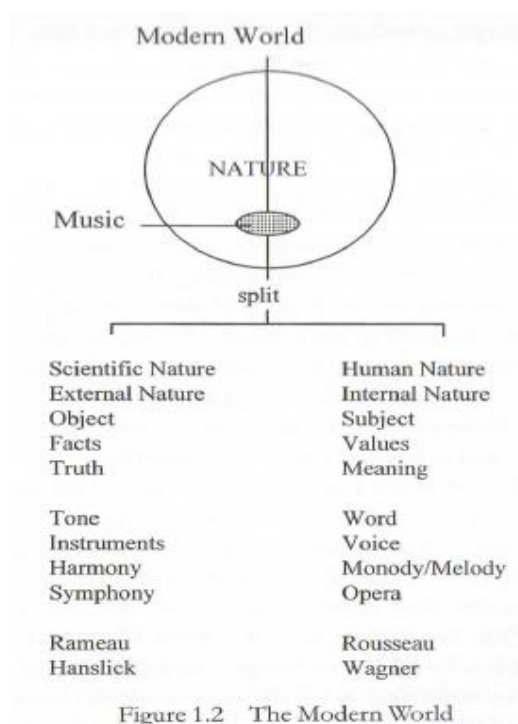 Modern World
NATURE
Music
split
Scientific Nature Human Nature
External Nature Internal Nature
Object Subject
Facts Values
Truth Meaning
Tone Word
Instruments Voice
Harmony Monody/Melody
Symphony Opera
Rameau Rousseau
Hanslick Wagner
Figure 1.2 The Modern World